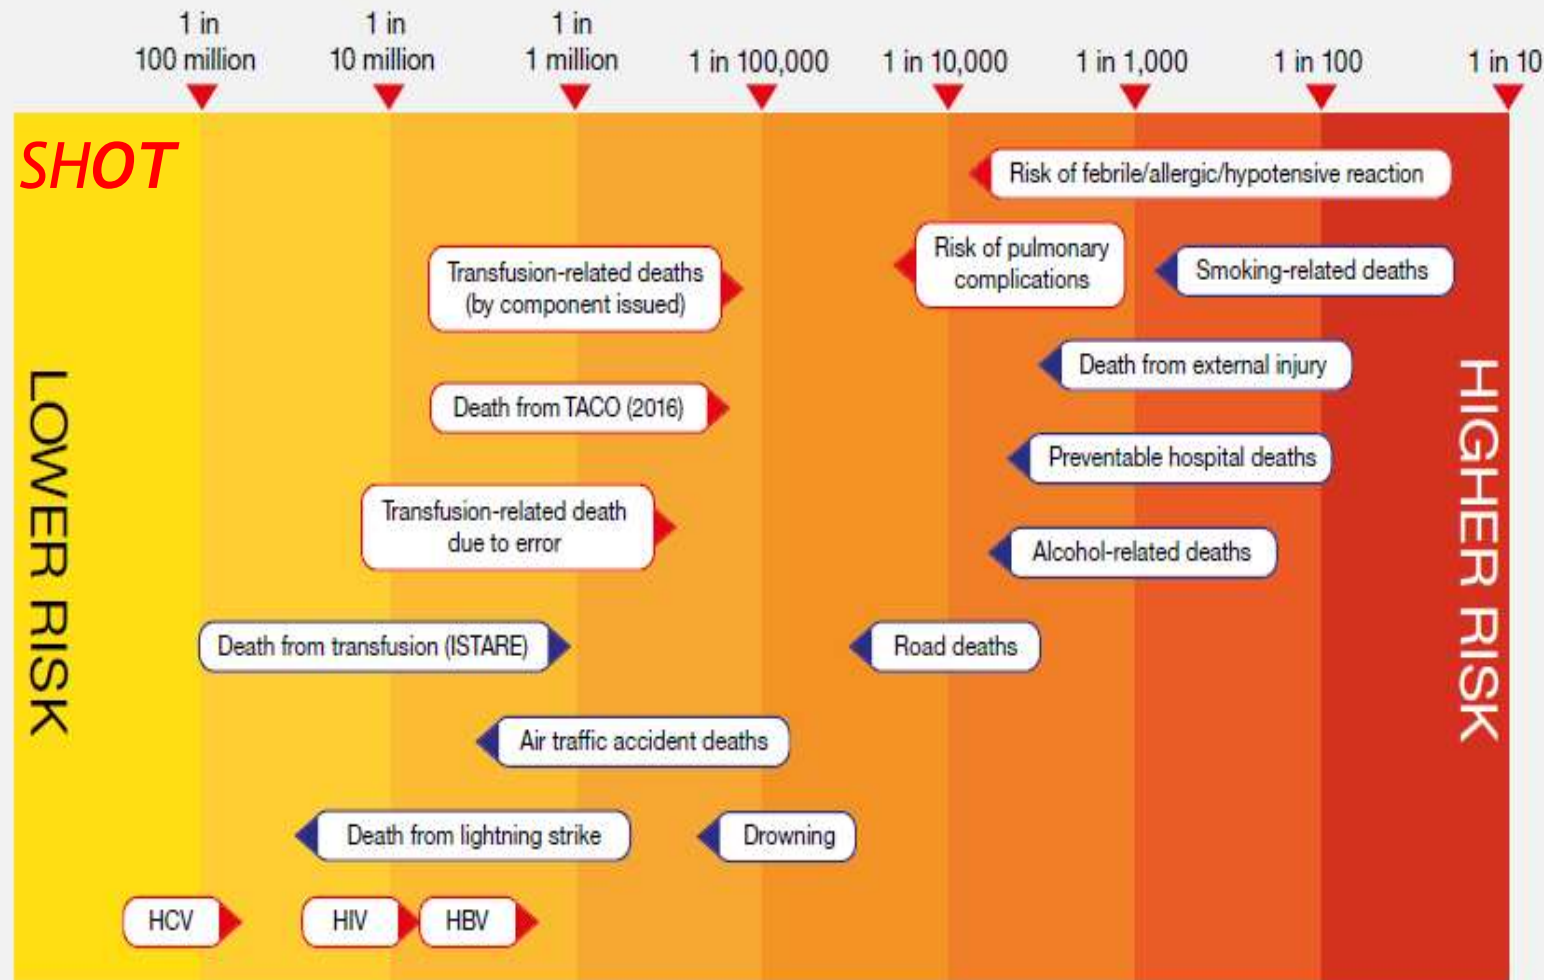 1 in
100 million
1 in
10 million
1 in
1 million
1 in 100,000
1 in 10,000
1 in 1,000
1 in 100
1 in 10
SHOT
Risk of febrile/allergic/hypotensive reaction
Transfusion-related deaths
(by component issued)
Risk of pulmonary
complications
Smoking-related deaths
Death from external injury
Death from TACO (2016)
Preventable hospital deaths
Transfusion-related death
due to error
Alcohol-related deaths
Death from transfusion (ISTARE)
Road deaths
Air traffic accident deaths
Death from lightning strike
Drowning
HCV
HIV
HBV
LOWER RISK
HIGHER RISK